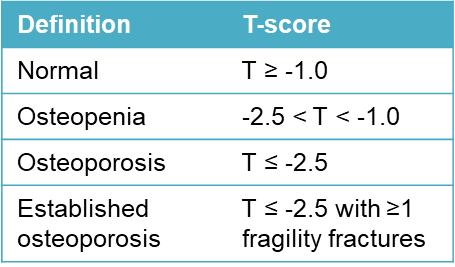 Definition T-score
Normal T ≥ -1.0
Osteopenia -2.5 < T < -1.0
Osteoporosis T ≤ -2.5
Established T ≤ -2.5 with ≥1
osteoporosis fragility fractures